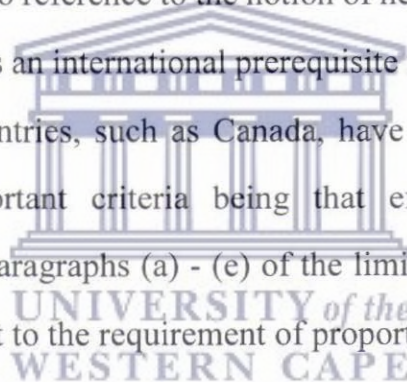 reference to the notion of
s an international prerequisite
ntries, such as Canada, have
ortant criteria being that
aragraphs (a) - (e) of the limi
UNIVERSITY of the
t to the requirement of proport
WESTERN CAPE